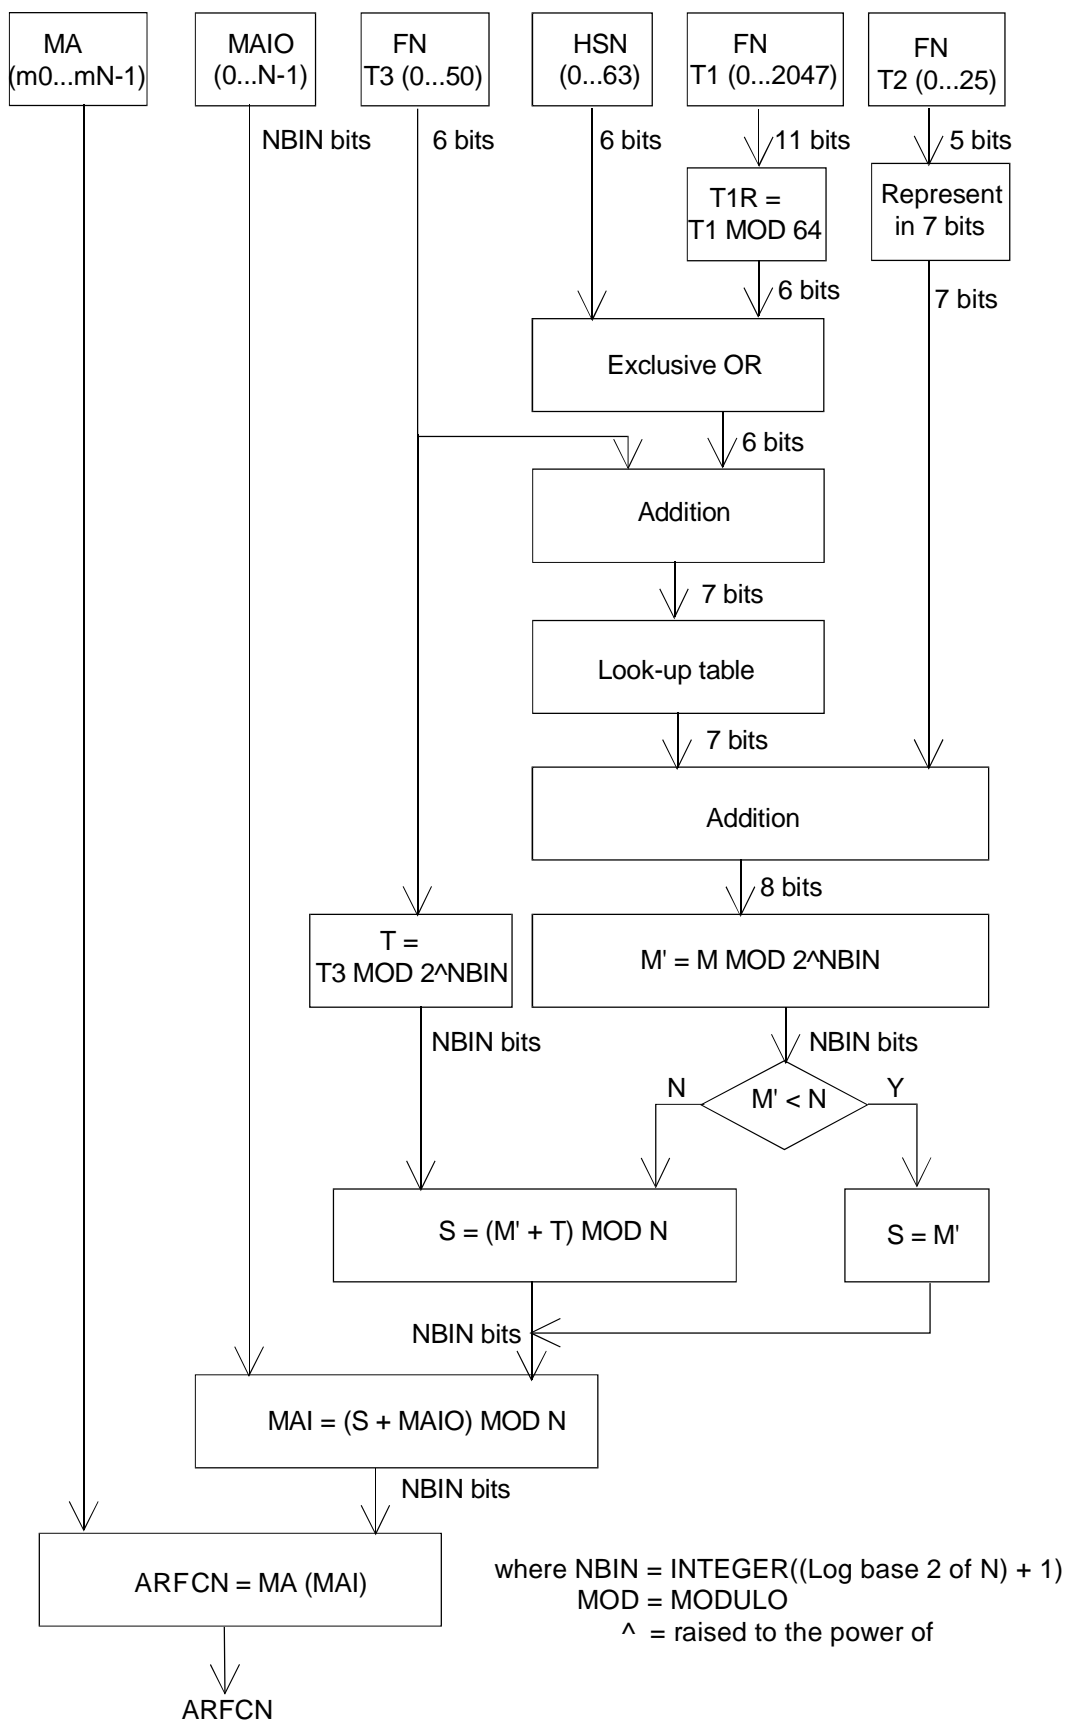 MA
(m0...mN-1)
MAIO
(0...N-1)
FN
T3 (0...50)
HSN
(0...63)
FN
T1 (0...2047)
FN
T2 (0...25)
NBIN bits
6 bits
6 bits
11 bits
5 bits
T1R =
T1 MOD 64
Represent
in 7 bits
6 bits
7 bits
Exclusive OR
6 bits
Addition
7 bits
Look-up table
7 bits
Addition
8 bits
T =
T3 MOD 2^NBIN
M' = M MOD 2^NBIN
NBIN bits
NBIN bits
N
M' < N
Y
S = (M' + T) MOD N
S = M'
NBIN bits
MAI = (S + MAIO) MOD N
NBIN bits
ARFCN = MA (MAI)
where NBIN = INTEGER((Log base 2 of N) + 1)
MOD = MODULO
^ = raised to the power of
ARFCN